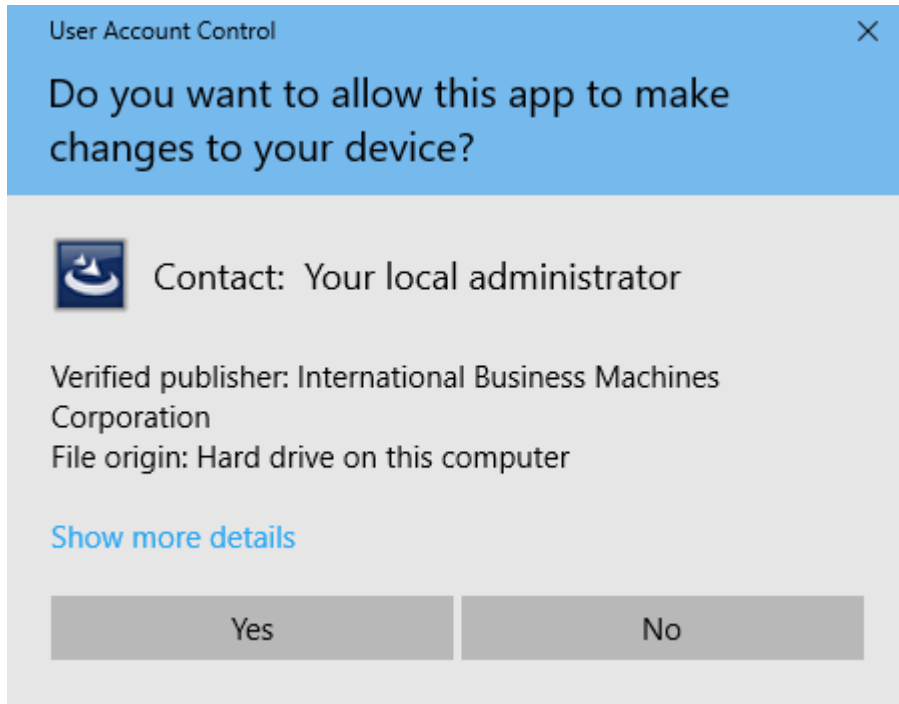 User Account Control
Do you want to allow this app to make
changes to your device?
Contact:  Your local administrator
Verified publisher: International Business Machines
Corporation
File origin: Hard drive on this computer
Show more details
Yes
No